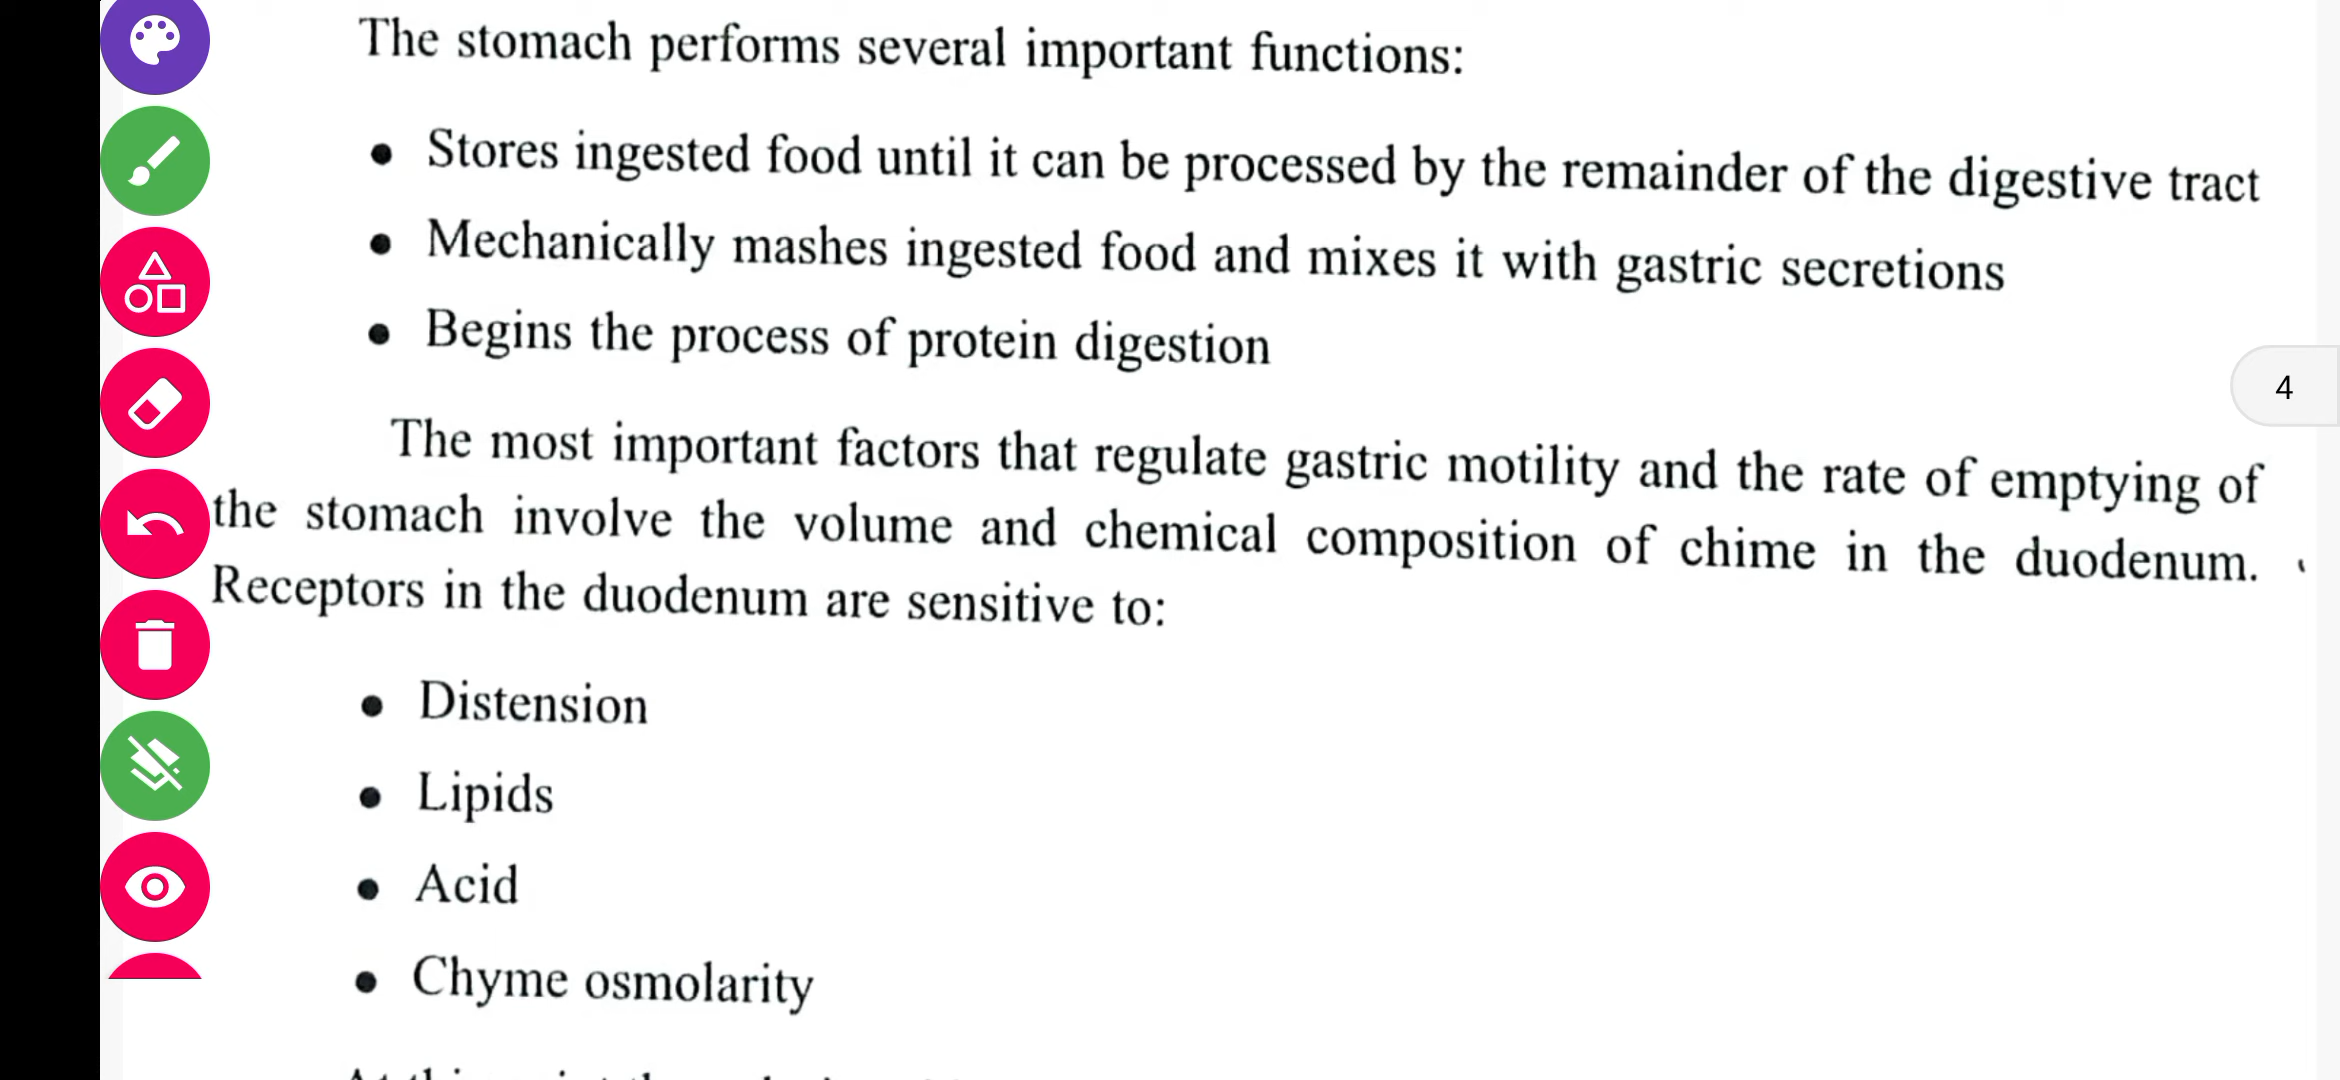 The stomach performs several important functions:
• Stores ingested food until it can be processed by the remainder of the digestive tract
• Mechanically mashes ingested food and mixes it with gastric secretions
• Begins the process of protein digestion
4
The most important factors that regulate gastric motility and the rate of emptying of
the stomach involve the volume and chemical composition of chime in the duodenum.
Receptors in the duodenum are sensitive to:
• Distension
• Lipids
• Acid
• Chyme osmolarity